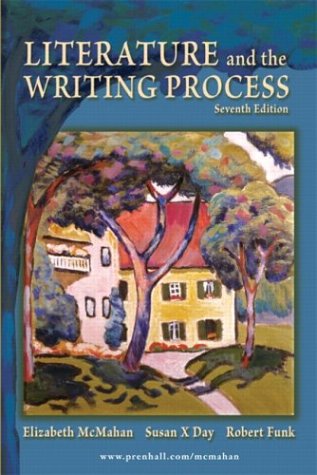 LITERATURE and the
WRITING PROCESS
Seventh Edition
Elizabeth McMahan Susan X Day Robert Funk
www.prenhall.com/mcmahan